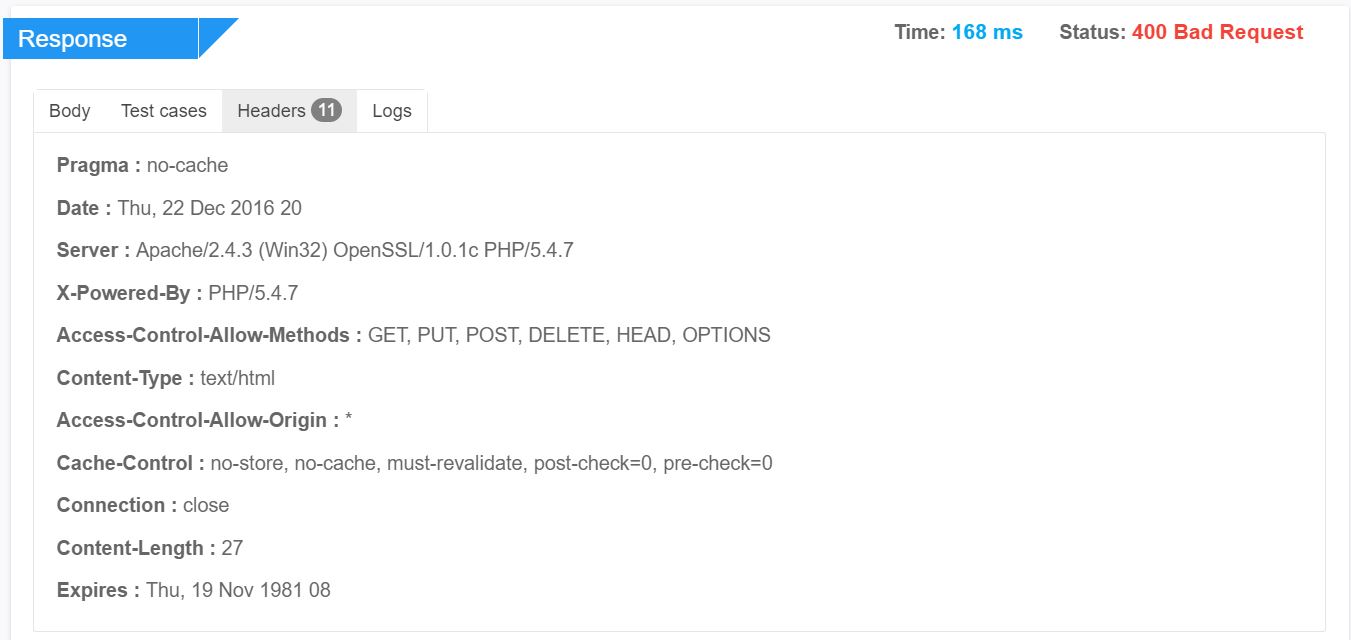 Response
Time: 168 ms Status: 400 Bad Request
Body Test cases Headers 11 Logs
Pragma : no-cache
Date : Thu, 22 Dec 2016 20
Server : Apache/2.4.3 (Win32) OpenSSL/1.0.1c PHP/5.4.7
X-Powered-By : PHP/5.4.7
Access-Control-Allow-Methods : GET, PUT, POST, DELETE, HEAD, OPTIONS
Content-Type : text/html
Access-Control-Allow-Origin : *
Cache-Control : no-store, no-cache, must-revalidate, post-check=0, pre-check=0
Connection : close
Content-Length : 27
Expires : Thu, 19 Nov 1981 08